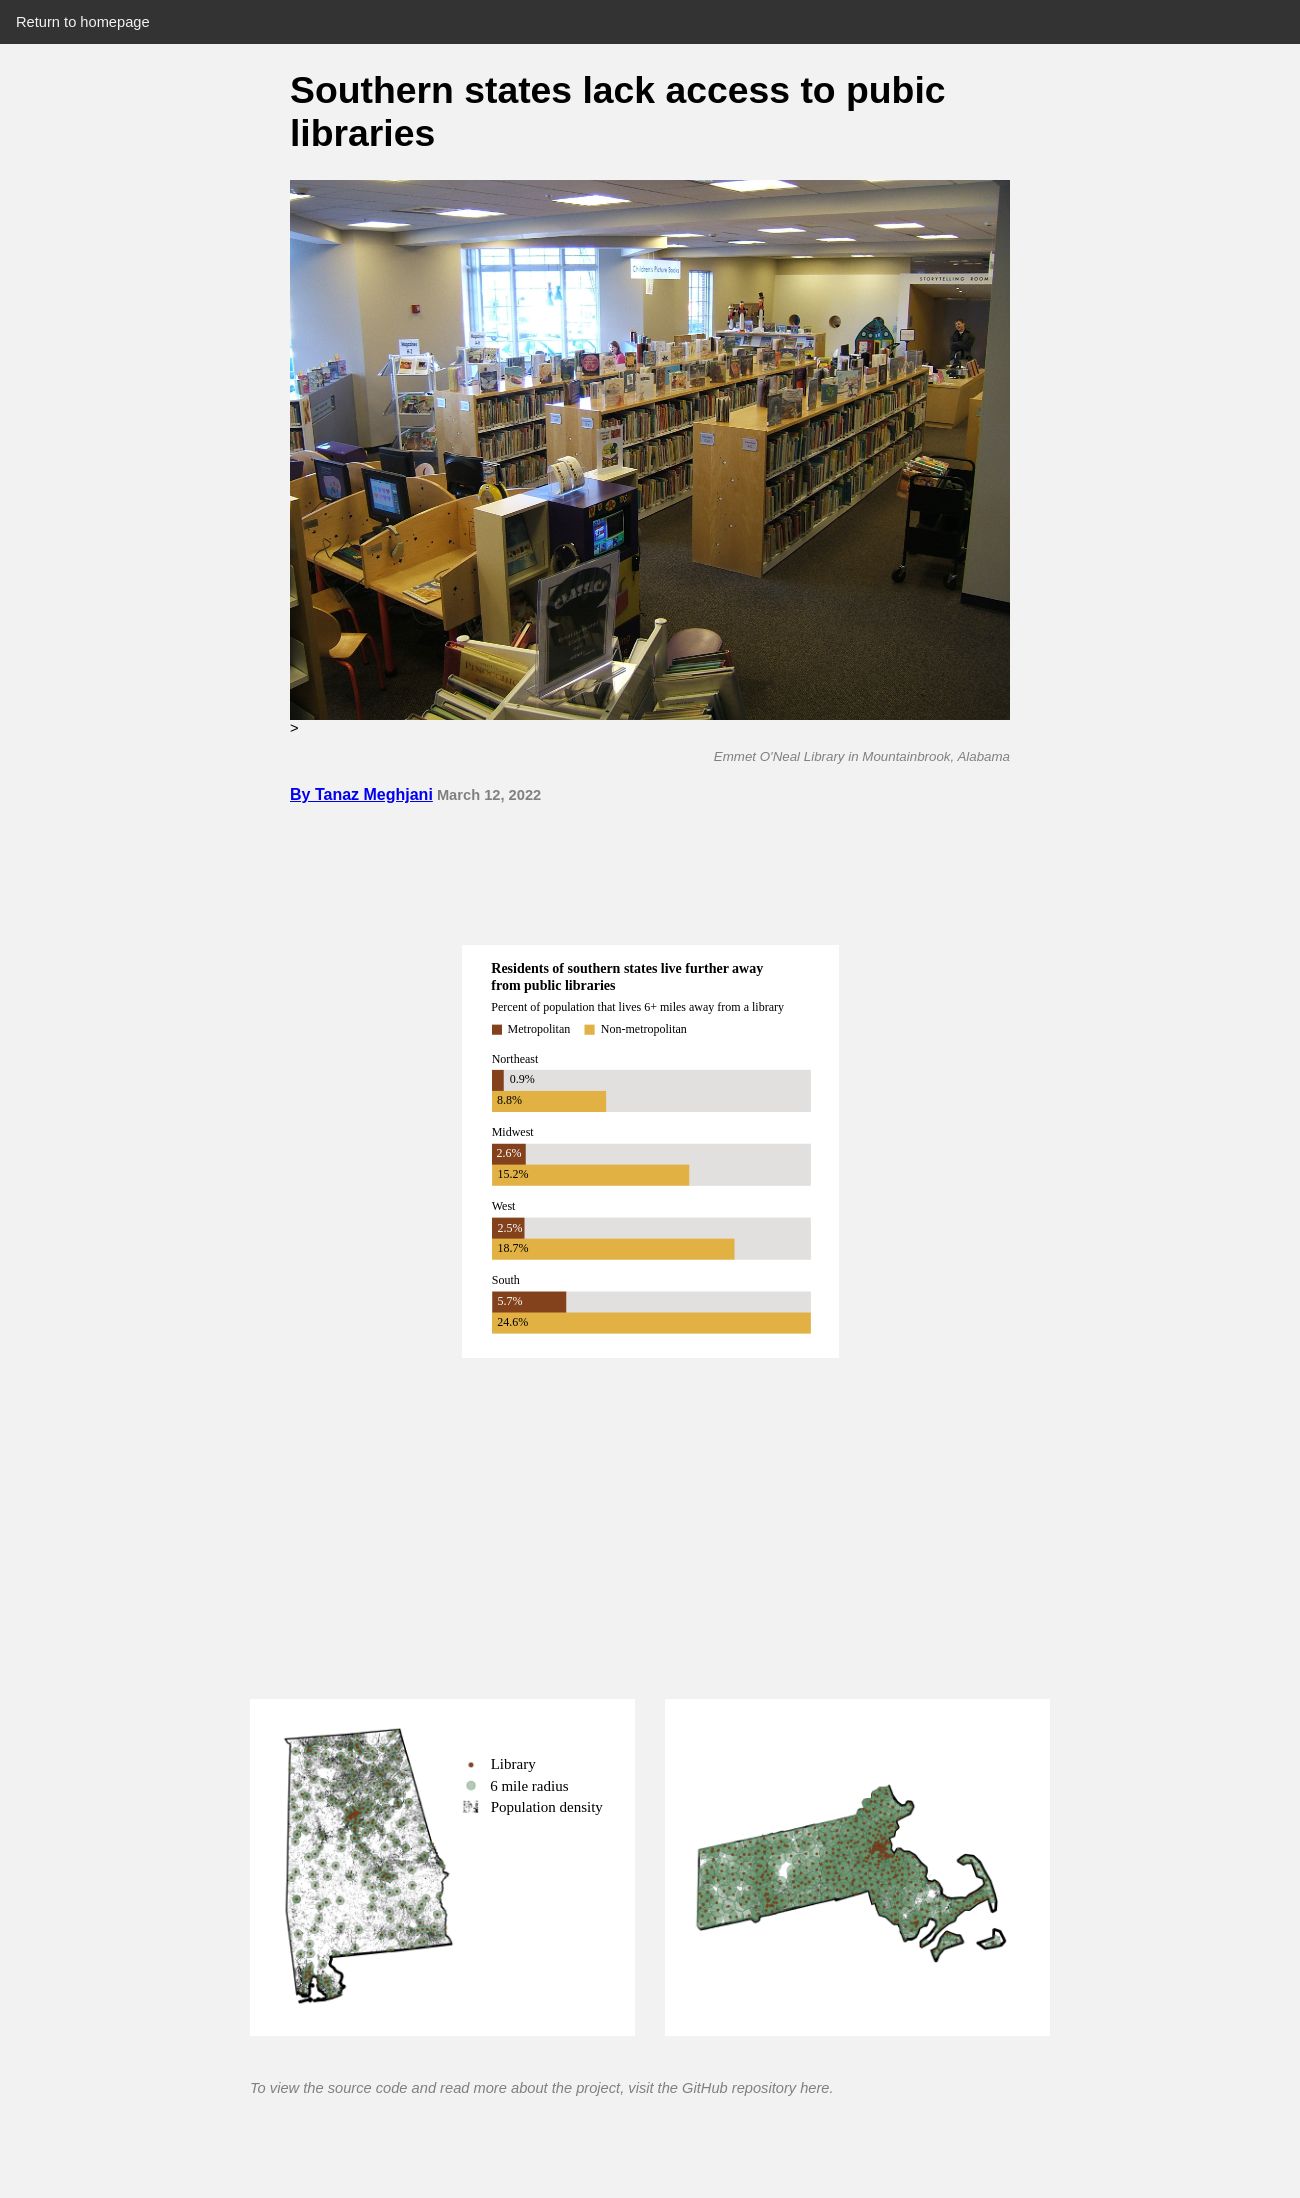 Return to homepage
Southern states lack access to pubic
libraries
Children's Picture Books
STORYTELLING ROOM
Magazines
CLASSICS
PINOCCHIO
>
Emmet O'Neal Library in Mountainbrook, Alabama
By Tanaz Meghjani March 12, 2022
Residents of southern states live further away
from public libraries
Percent of population that lives 6+ miles away from a library
Metropolitan Non-metropolitan
Northeast
0.9%
8.8%
Midwest
2.6%
15.2%
West
2.5%
18.7%
South
5.7%
24.6%
Library
6 mile radius
Population density
To view the source code and read more about the project, visit the GitHub repository here.